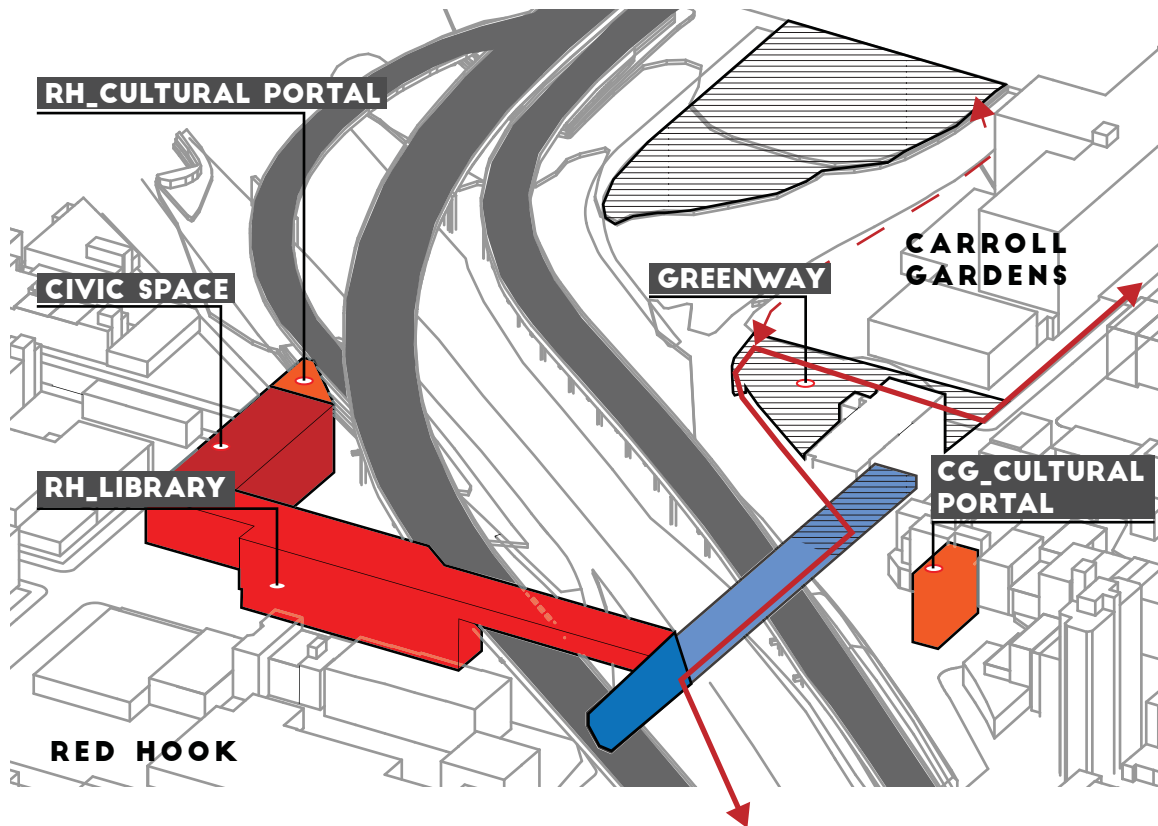 RH_CULTURAL PORTAL
CARROLL
GARDENS
GREENWAY
CIVIC SPACE
RH_LIBRARY
CG_CULTURAL
PORTAL
RED HOOK